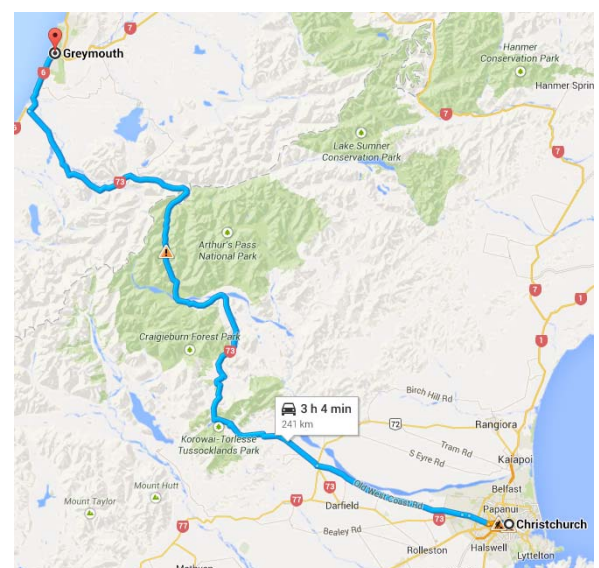 Greymouth
6
Hanmer
Conservation Park
Hanmer Sprin
7
7
6
Lake Sumner
Conservation Park
7
73
Arthur's Pass
National Park
7
1
Craigieburn Forest Park
1
73
3 h 4 min
241 km
Birch Hill Rd
72
Rangiora
Korowai-Torlesse
Tussocklands Park
Tram Rd
S Eyre Rd
Kaiapoi
Mount Hutt
Mount Taylor
77
73
Old West Coast Rd
Belfast
Darfield
Papanui
77
73
Christchurch
Bealey Rd
Rolleston
Halswell
Lyttelton